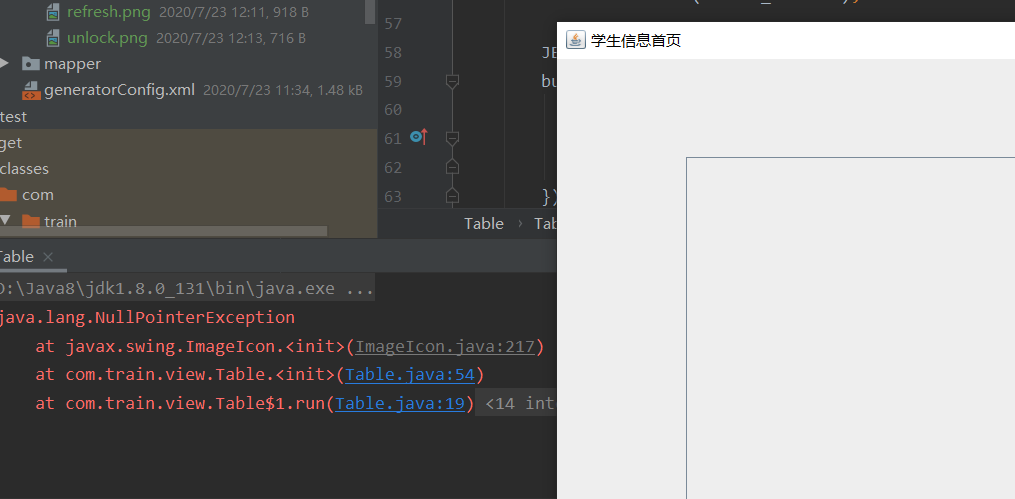 refresh.png 2020/7/23 12:11, 918 B
unlock.png 2020/7/23 12:13, 716 B
mapper
generatorConfig.xml 2020/7/23 11:34, 1.48 kB
test
get
classes
com
train
57
58 JB
59 bu
60
61
62
63 })
Table › Tab
学生信息首页
Table ×
D:\Java8\jdk1.8.0_131\bin\java.exe ...
java.lang.NullPointerException
at javax.swing.ImageIcon.<init>(ImageIcon.java:217)
at com.train.view.Table.<init>(Table.java:54)
at com.train.view.Table$1.run(Table.java:19) <14 int